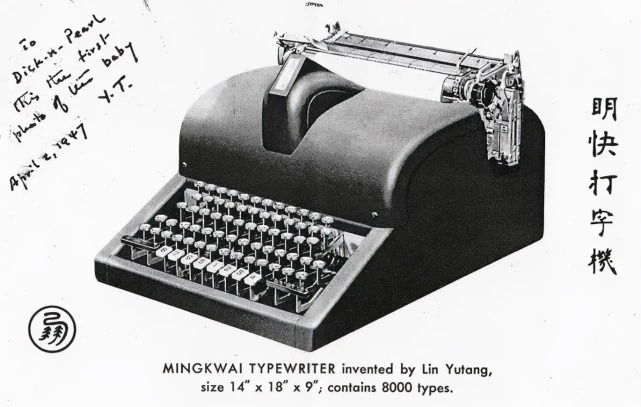 To
Dick-n-Pearl
this the first
photo of the baby
Y.T.
April 2, 1947
明快打字機
MINGKWAI TYPEWRITER invented by Lin Yutang,
size 14" x 18" x 9"; contains 8000 types.